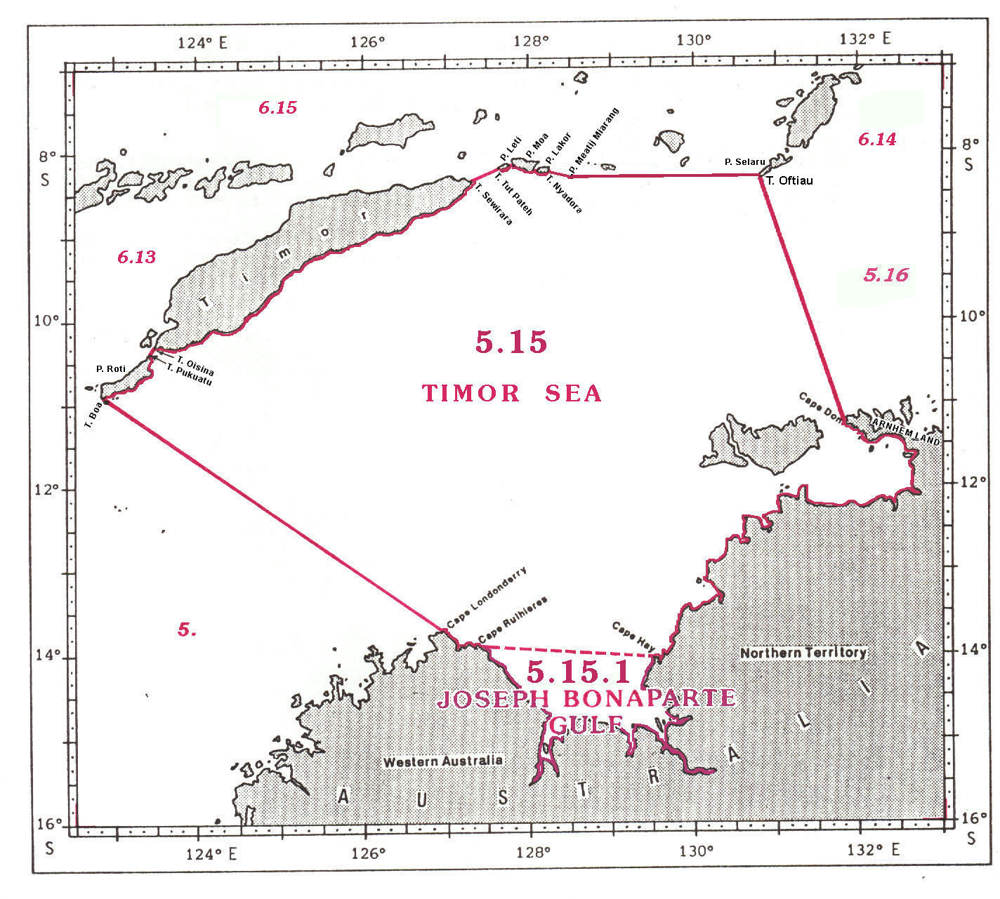 124° E 126° 128° 130° 132° E
6.15
P. Leti
P. Moa
P. Lakor
P. Meatij Miarang
6.14
8°
S
8°
S
P. Selaru
T. Oftiau
T. Tut Pateh
T. Nyadora
T. Sewirara
Timor
6.13
5.16
10°
10°
5.15
TIMOR SEA
P. Roti
T. Oisina
T. Pukuatu
T. Boa
Cape Don
ARNHEM LAND
12°
12°
Cape Londonderry
Cape Rulhieres
Cape Hay
5.
14°
14°
Northern Territory
5.15.1
JOSEPH BONAPARTE
GULF
Western Australia
AUSTRALIA
16°
S
16°
S
124° E 126° 128° 130° 132° E